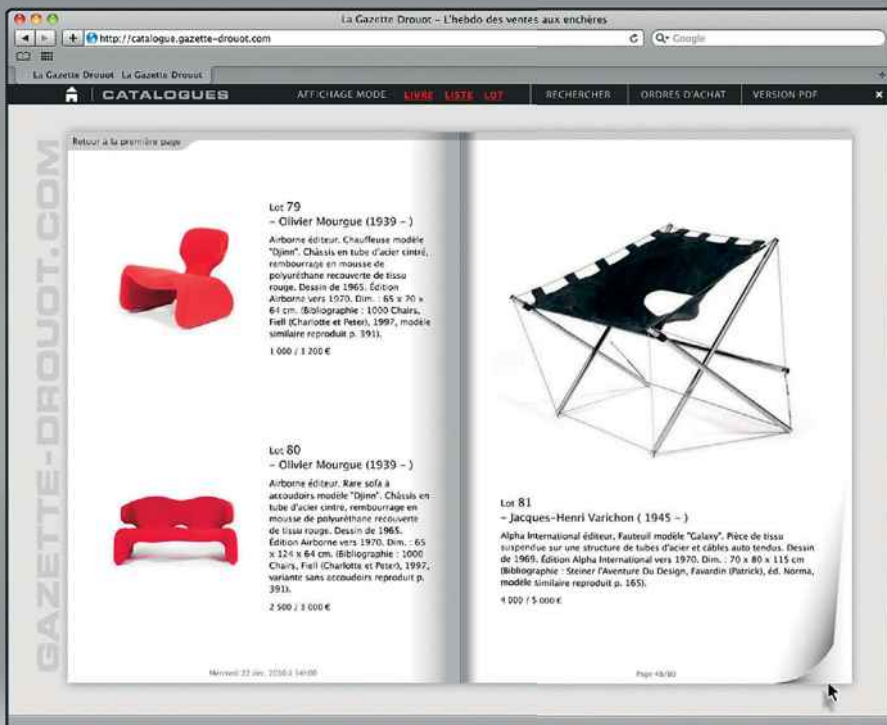 La Gazette Drouot – L'hebdo des ventes aux enchères
http://catalogue.gazette-drouot.com
Google
La Gazette Drouot La Gazette Drouot
CATALOGUES
AFFICHAGE MODE LIVRE LISTE LOT
RECHERCHER
ORDRES D'ACHAT
VERSION PDF
GAZETTE-DROUOT.COM
Retour à la première page
Lot 79
– Olivier Mourgue (1939 – )
Airborne éditeur. Chauffeuse modèle
"Djinn". Châssis en tube d'acier cintré,
rembourrage en mousse de
polyuréthane recouverte de tissu
rouge. Dessin de 1965. Édition
Airborne vers 1970. Dim. : 65 x 70 x
64 cm. (Bibliographie : 1000 Chairs,
Fiell (Charlotte et Peter), 1997, modèle
similaire reproduit p. 391).
1 000 / 1 200 €
Lot 80
– Olivier Mourgue (1939 – )
Airborne éditeur. Rare sofa à
accoudoirs modèle "Djinn". Châssis en
tube d'acier cintré, rembourrage en
mousse de polyuréthane recouverte
de tissu rouge. Dessin de 1965.
Édition Airborne vers 1970. Dim. : 65
x 124 x 64 cm. (Bibliographie : 1000
Chairs, Fiell (Charlotte et Peter), 1997,
variante sans accoudoirs reproduit p.
391).
2 500 / 3 000 €
Mercredi 22 déc. 2010 à 14h00
Lot 81
– Jacques-Henri Varichon ( 1945 – )
Alpha International éditeur, Fauteuil modèle "Galaxy". Pièce de tissu
suspendue sur une structure de tubes d'acier et câbles auto tendus. Dessin
de 1969. Édition Alpha International vers 1970. Dim. : 70 x 80 x 115 cm
(Bibliographie : Steiner l'Aventure Du Design, Favardin (Patrick), éd. Norma,
modèle similaire reproduit p. 165).
4 000 / 5 000 €
Page 48/80